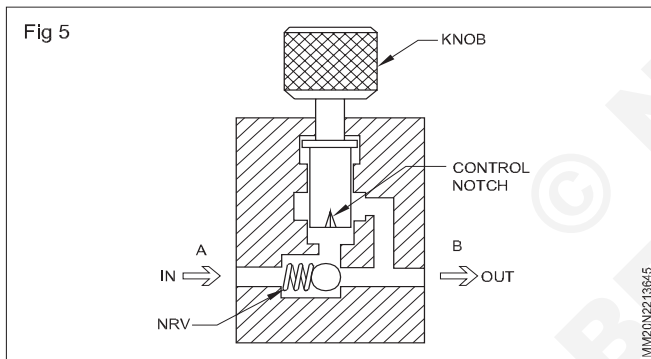 Fig 5
KNOB
CONTROL
NOTCH
A
B
IN
OUT
NRV
MM20N2213645
©